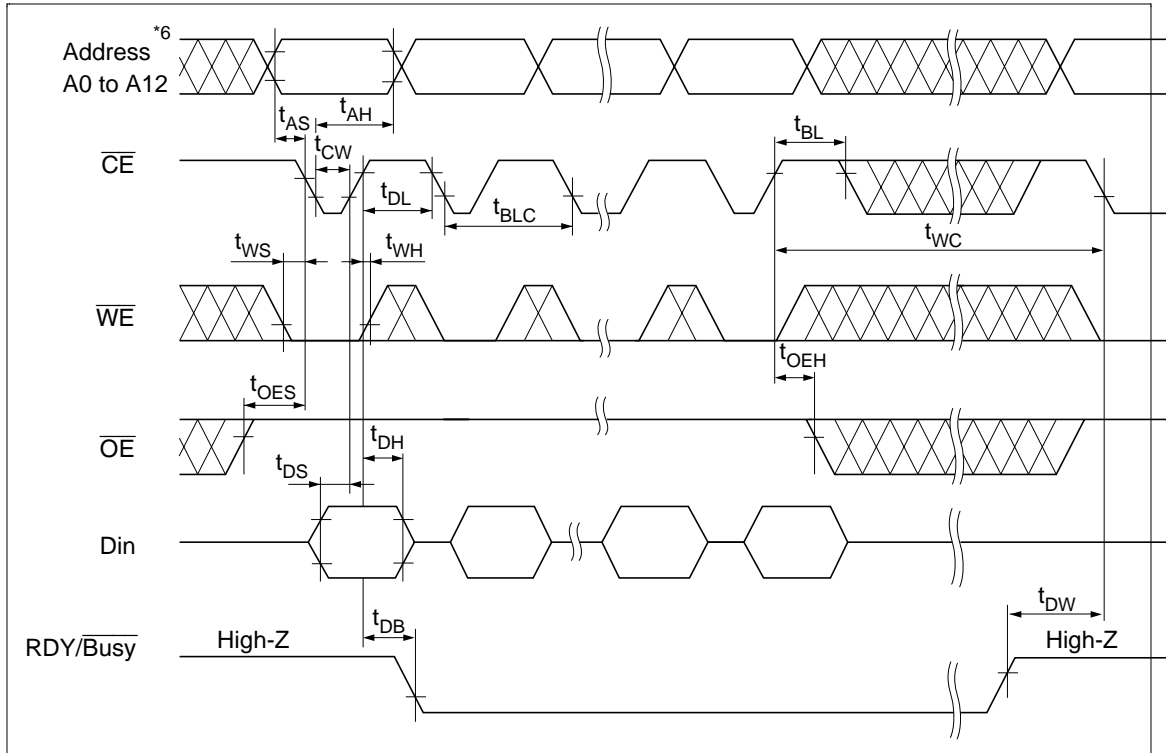 Address *6
A0 to A12
tAS
tAH
tBL
CE
tCW
tDL
tBLC
tWC
tWS
tWH
WE
tOEH
tOES
OE
tDH
tDS
Din
tDW
tDB
RDY/Busy
High-Z
High-Z